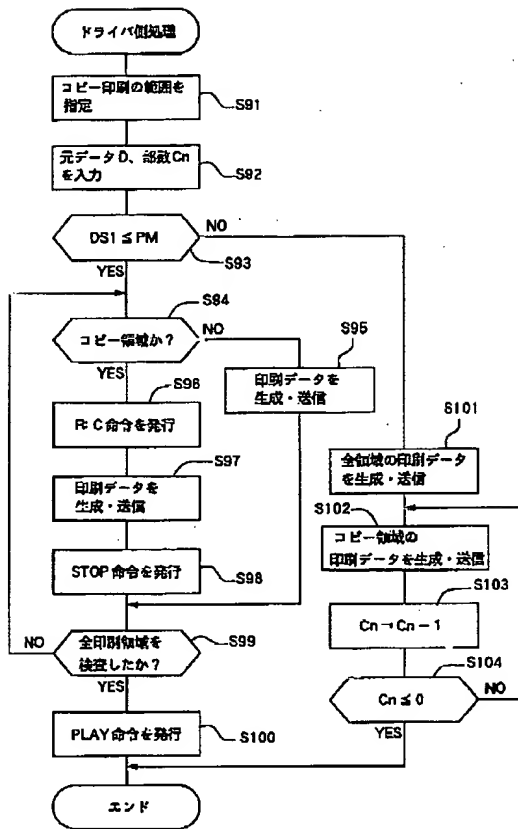 ドライバ側処理
コピー印刷の範囲を
指定
S91
元データD、部数Cn
を入力
S92
DS1≦PM
NO
S93
YES
S94
コピー領域か?
NO
YES
S95
印刷データを
生成・送信
S96
R:C命令を発行
S97
印刷データを
生成・送信
STOP命令を発行
S98
NO
全印刷領域を
検査したか?
S99
YES
PLAY命令を発行
S100
エンド
S101
全領域の印刷データ
を生成・送信
S102
コピー領域の
印刷データを生成・送信
S103
Cn→Cn-1
S104
Cn≦0
NO
YES